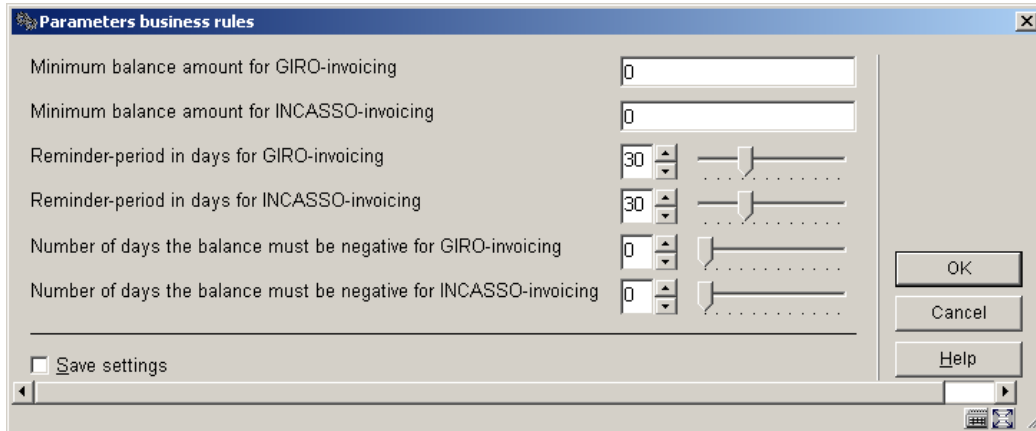 Parameters business rules
Minimum balance amount for GIRO-invoicing
0
Minimum balance amount for INCASSO-invoicing
0
Reminder-period in days for GIRO-invoicing
30
Reminder-period in days for INCASSO-invoicing
30
Number of days the balance must be negative for GIRO-invoicing
0
Number of days the balance must be negative for INCASSO-invoicing
0
OK
Cancel
Help
Save settings